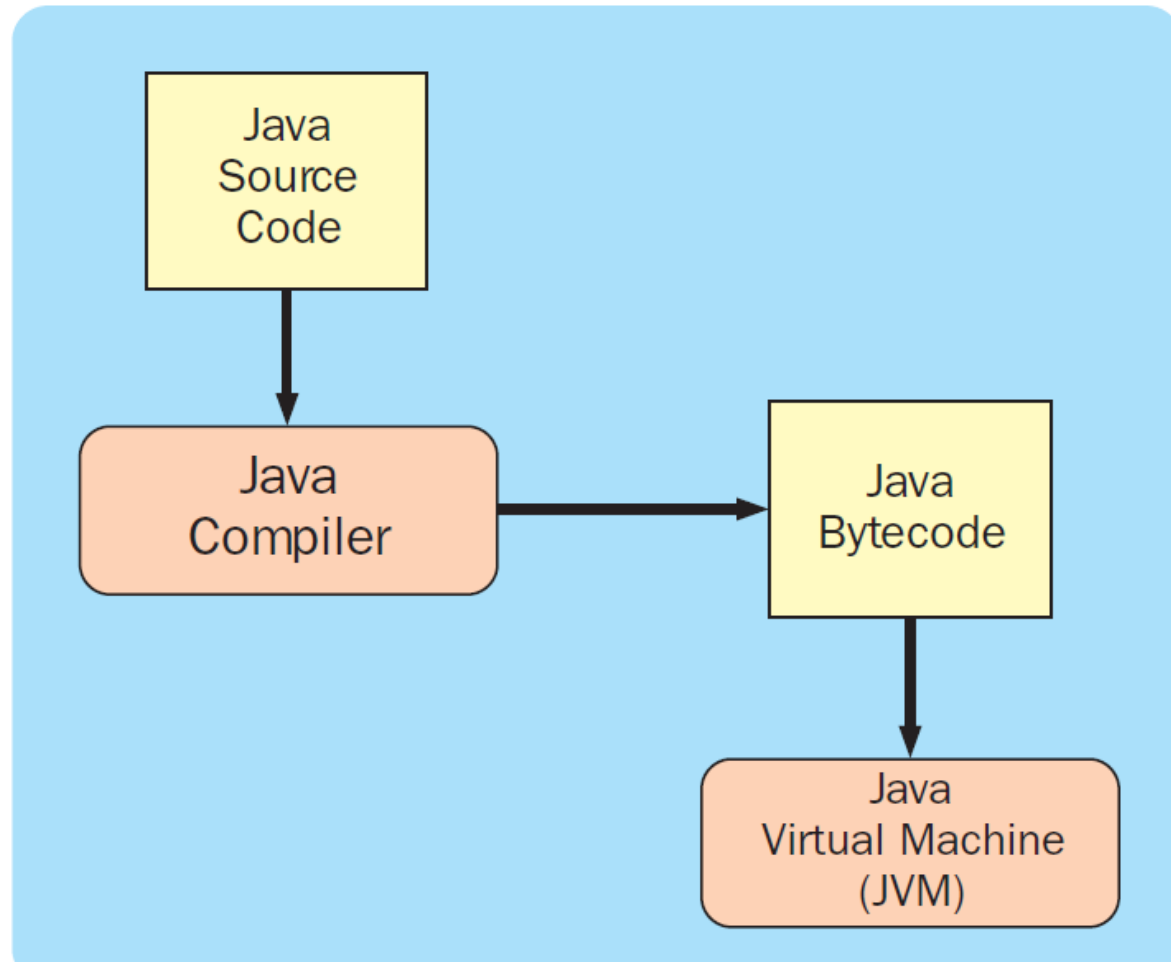 Java
Source
Code
Java
Compiler
Java
Bytecode
Java
Virtual Machine
(JVM)